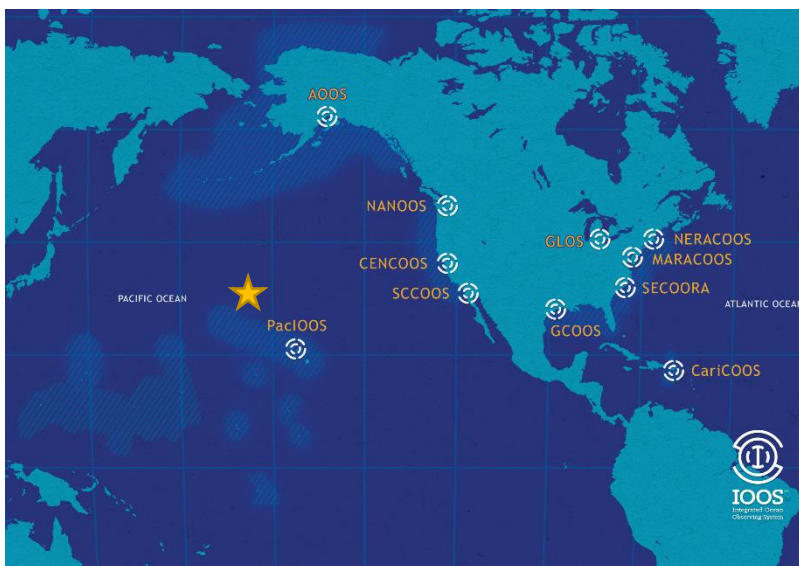 AOOS
NANOOS
GLOS
NERACOOS
MARACOOS
CENCOOS
SCCOOS
SECOORA
PACIFIC OCEAN
ATLANTIC OCEAN
PacIOOS
GCOOS
CariCOOS
IOOS
Integrated Ocean
Observing System